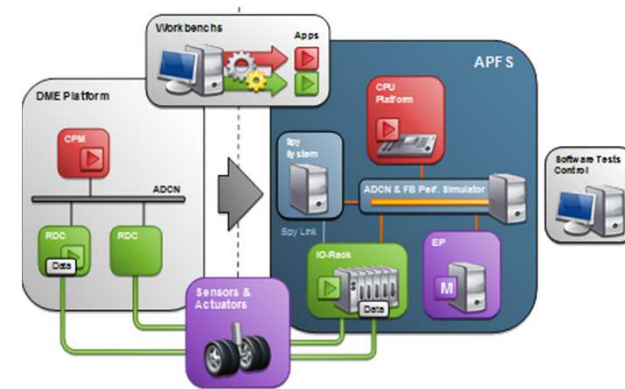 Workbenchs
Apps
APFS
DME Platform
CPU
Platform
CPM
Spy
System
Software Tests
Control
ADCN
ADCN & FB Perf. Simulator
Spy Link
RDC
RDC
Data
IO-Rack
EP
M
Data
Sensors &
Actuators